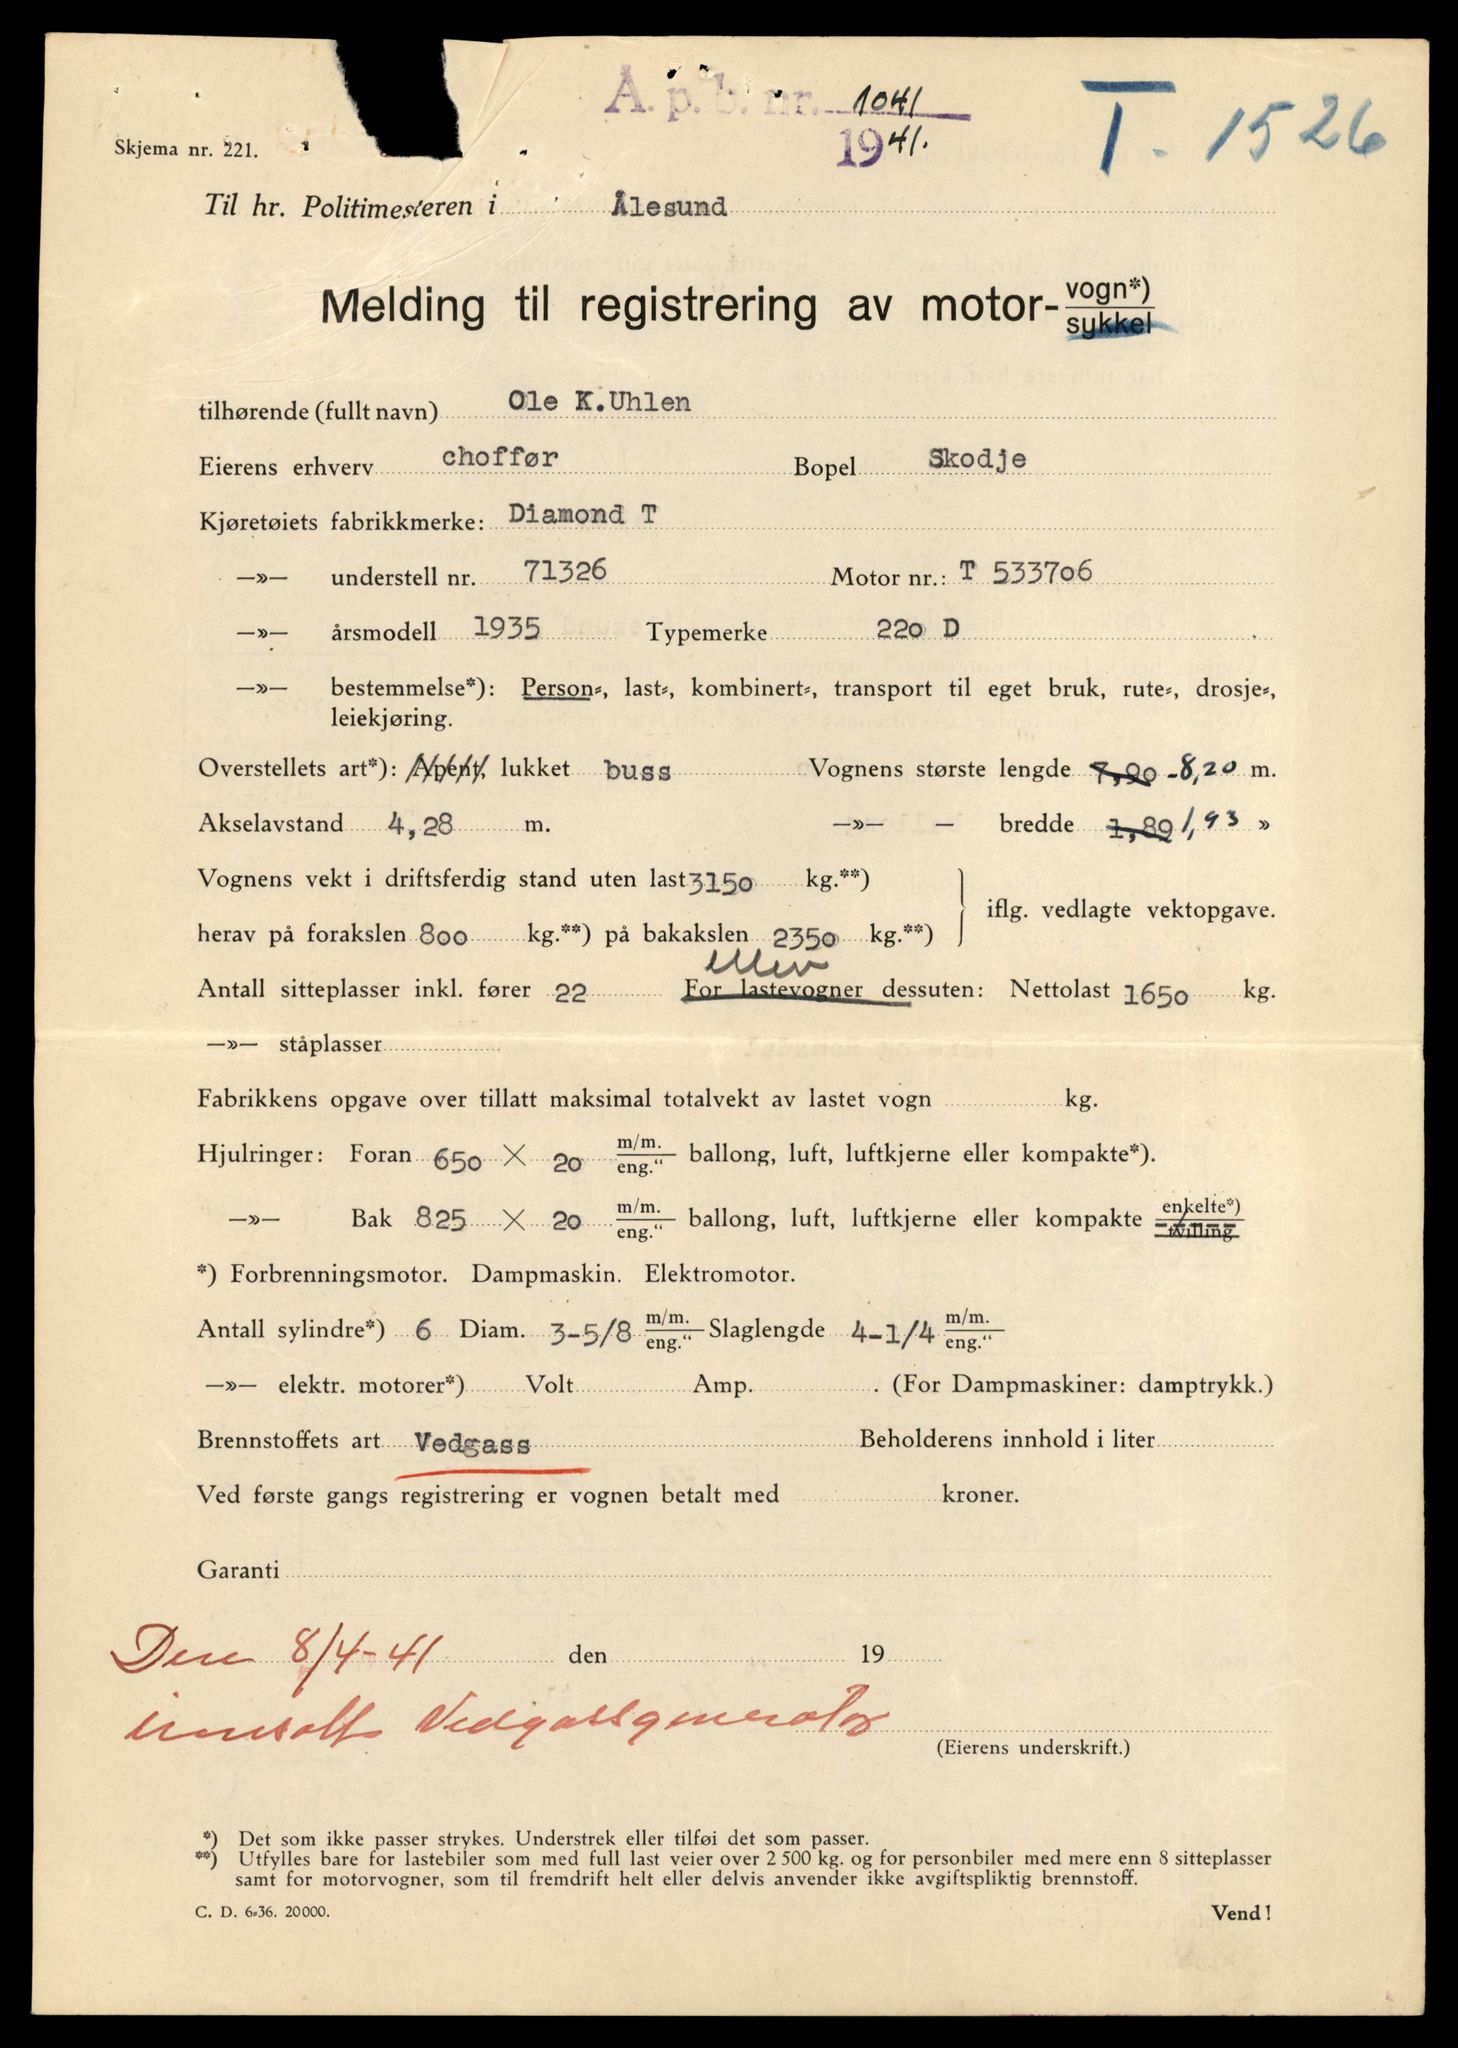 A. p. b. nr. 1041
1941.
T - 1526
Skjema nr. 221.
Til hr. Politimesteren i Ålesund
Melding til registrering av motor- vogn*)
sykkel
tilhørende (fullt navn) Ole K.Uhlen
Eierens erhverv choffør Bopel Skodje
Kjøretøiets fabrikkmerke: Diamond T
—»— understell nr. 71326 Motor nr.: T 533706
—»— årsmodell 1935 Typemerke 220 D
—»— bestemmelse*): Person-, last-, kombinert-, transport til eget bruk, rute-, drosje-,
leiekjøring.
Overstellets art*): Åpent, lukket buss Vognens største lengde 7,90 -8,20 m.
Akselavstand 4,28 m. —»— — bredde 1,89 1,93 »
Vognens vekt i driftsferdig stand uten last 3150 kg.**)
herav på forakslen 800 kg.**) på bakakslen 2350 kg.**) } iflg. vedlagte vektopgave.
eller
Antall sitteplasser inkl. fører 22 For lastevogner dessuten: Nettolast 1650 kg.
—»— ståplasser
Fabrikkens opgave over tillatt maksimal totalvekt av lastet vogn kg.
Hjulringer: Foran 650 × 20 m/m. eng.“ ballong, luft, luftkjerne eller kompakte*).
—»— Bak 825 × 20 m/m. eng.“ ballong, luft, luftkjerne eller kompakte enkelte*) tvilling
*) Forbrenningsmotor. Dampmaskin. Elektromotor.
Antall sylindre*) 6 Diam. 3-5/8 m/m. eng.“ Slaglengde 4-1/4 m/m. eng.“
—»— elektr. motorer*) Volt Amp. . (For Dampmaskiner: damptrykk.)
Brennstoffets art Vedgass Beholderens innhold i liter
Ved første gangs registrering er vognen betalt med kroner.
Garanti
Den 8/4-41 den 19
innsatt Vedgassgenerator
(Eierens underskrift.)
*) Det som ikke passer strykes. Understrek eller tilføi det som passer.
**) Utfylles bare for lastebiler som med full last veier over 2 500 kg. og for personbiler med mere enn 8 sitteplasser
samt for motorvogner, som til fremdrift helt eller delvis anvender ikke avgiftspliktig brennstoff.
C. D. 6-36. 20000. Vend!